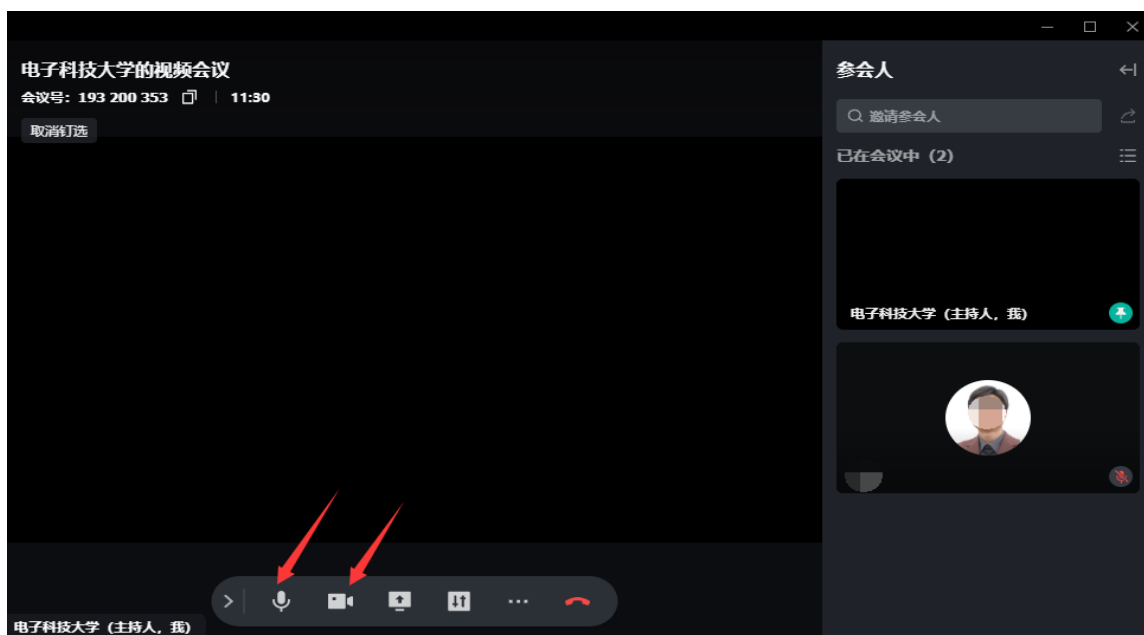 电子科技大学的视频会议
会议号：193 200 353 | 11:30
取消钉选
电子科技大学（主持人，我）
参会人
邀请参会人
已在会议中（2）
电子科技大学（主持人，我）